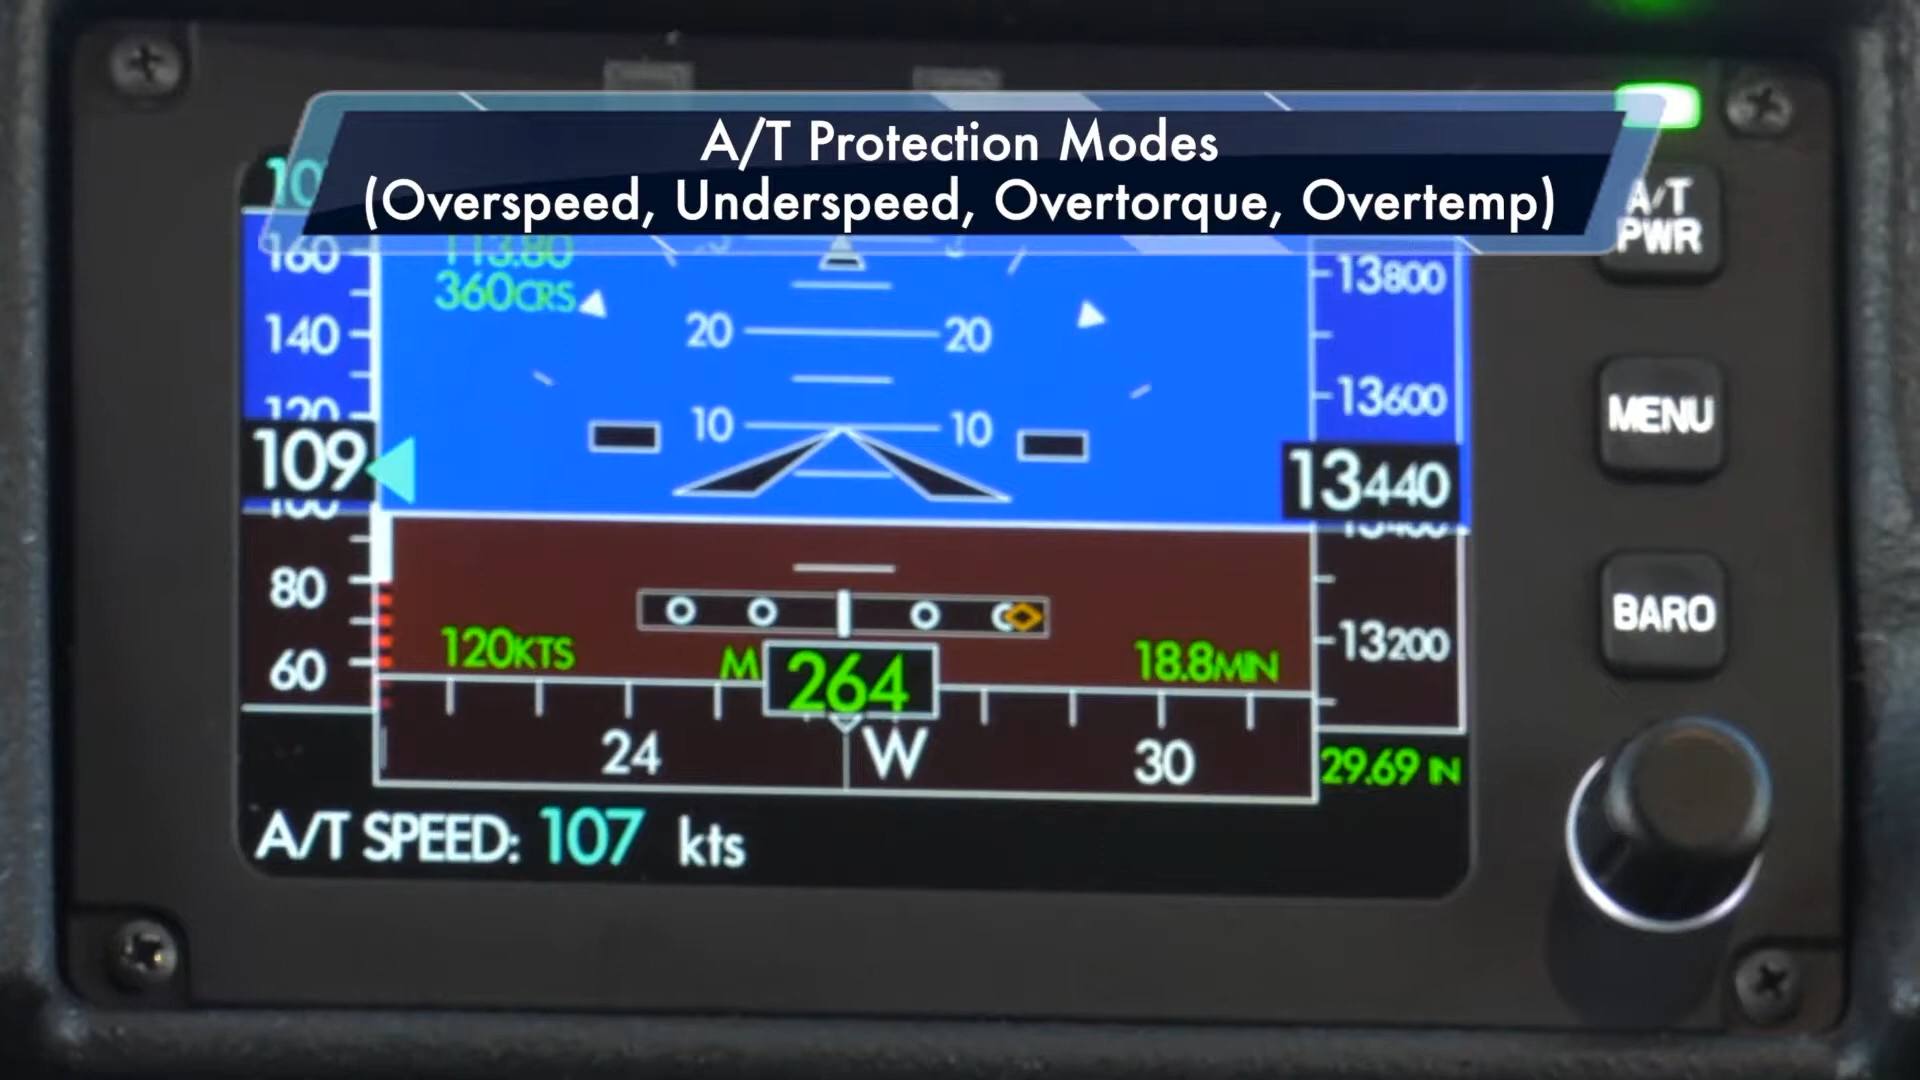 A/T Protection Modes
(Overspeed, Underspeed, Overtorque, Overtemp)
A/T
PWR
160
113.80
360CRS
13800
140
20
20
120
13600
10
10
MENU
109
13440
100
13400
80
BARO
120KTS
M
264
18.8MIN
13200
60
24
W
30
29.69 IN
A/T SPEED: 107 kts